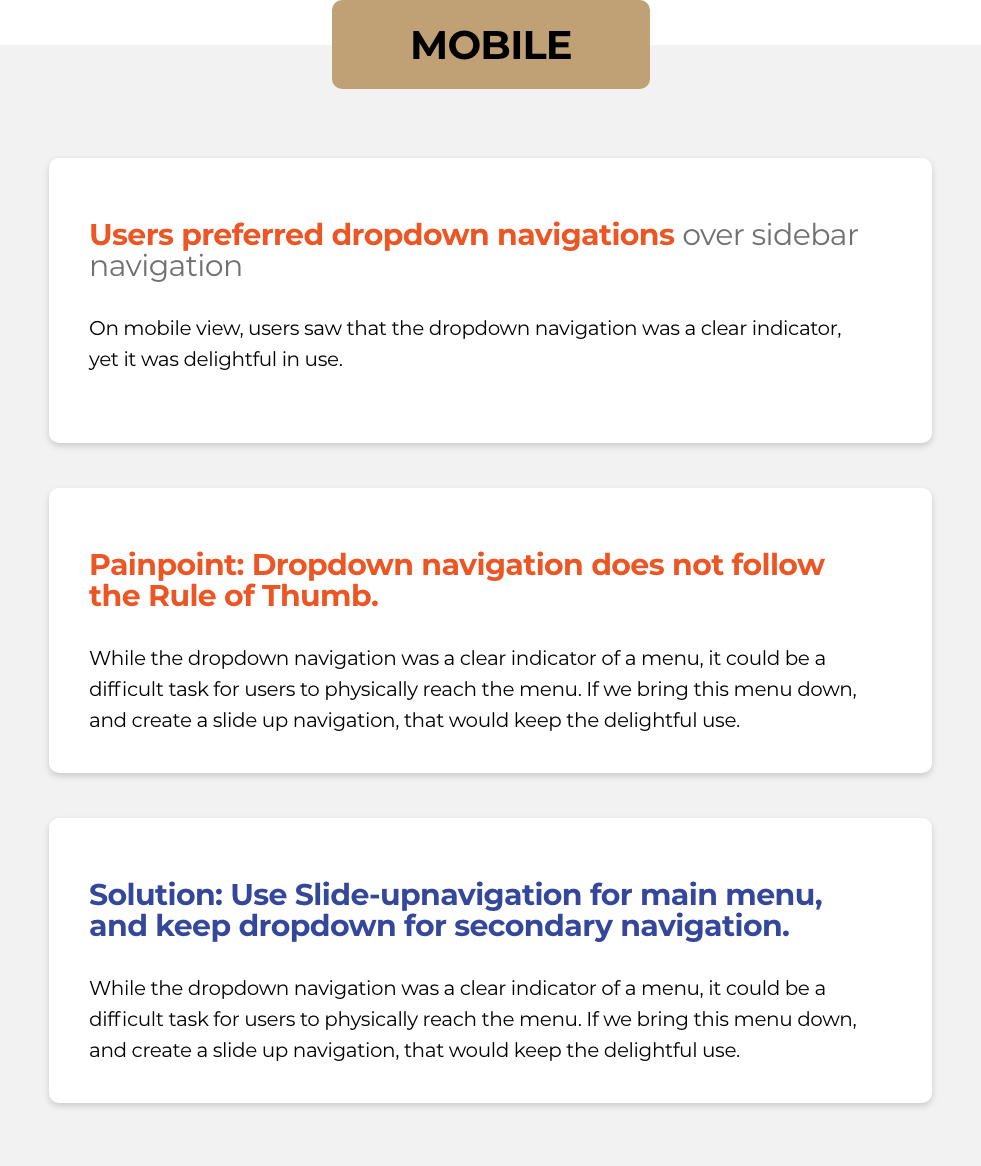 MOBILE
Users preferred dropdown navigations over sidebar
navigation
On mobile view, users saw that the dropdown navigation was a clear indicator,
yet it was delightful in use.
Painpoint: Dropdown navigation does not follow
the Rule of Thumb.
While the dropdown navigation was a clear indicator of a menu, it could be a
difficult task for users to physically reach the menu. If we bring this menu down,
and create a slide up navigation, that would keep the delightful use.
Solution: Use Slide-upnavigation for main menu,
and keep dropdown for secondary navigation.
While the dropdown navigation was a clear indicator of a menu, it could be a
difficult task for users to physically reach the menu. If we bring this menu down,
and create a slide up navigation, that would keep the delightful use.